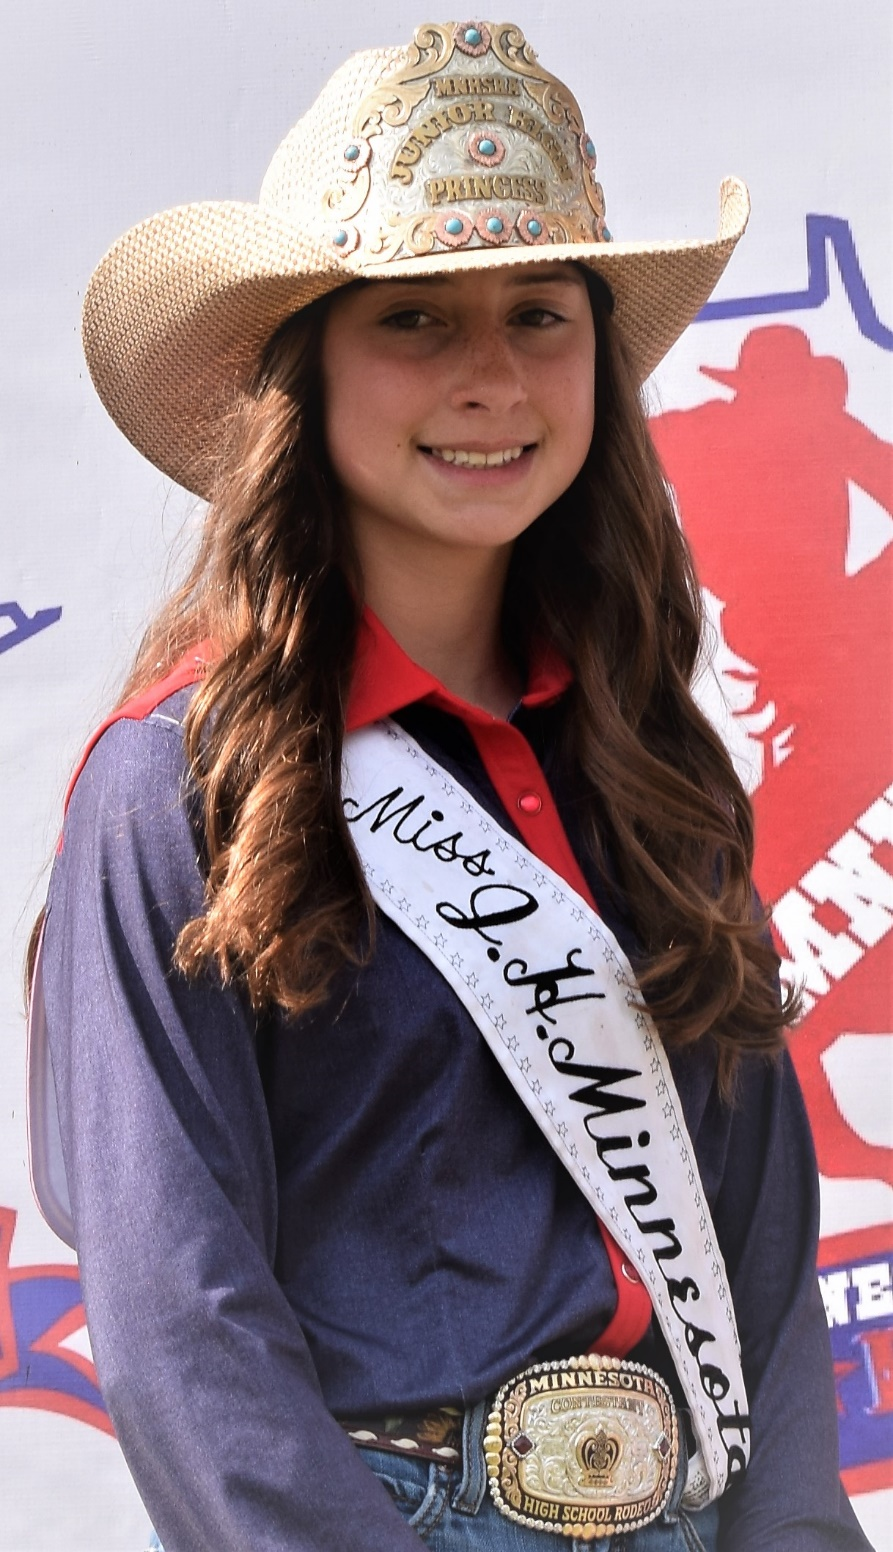 MNHSRA
JUNIOR HIGH
PRINCESS
Miss J.H. Minnesota
MINNESOTA
CONTESTANT
HIGH SCHOOL RODEO